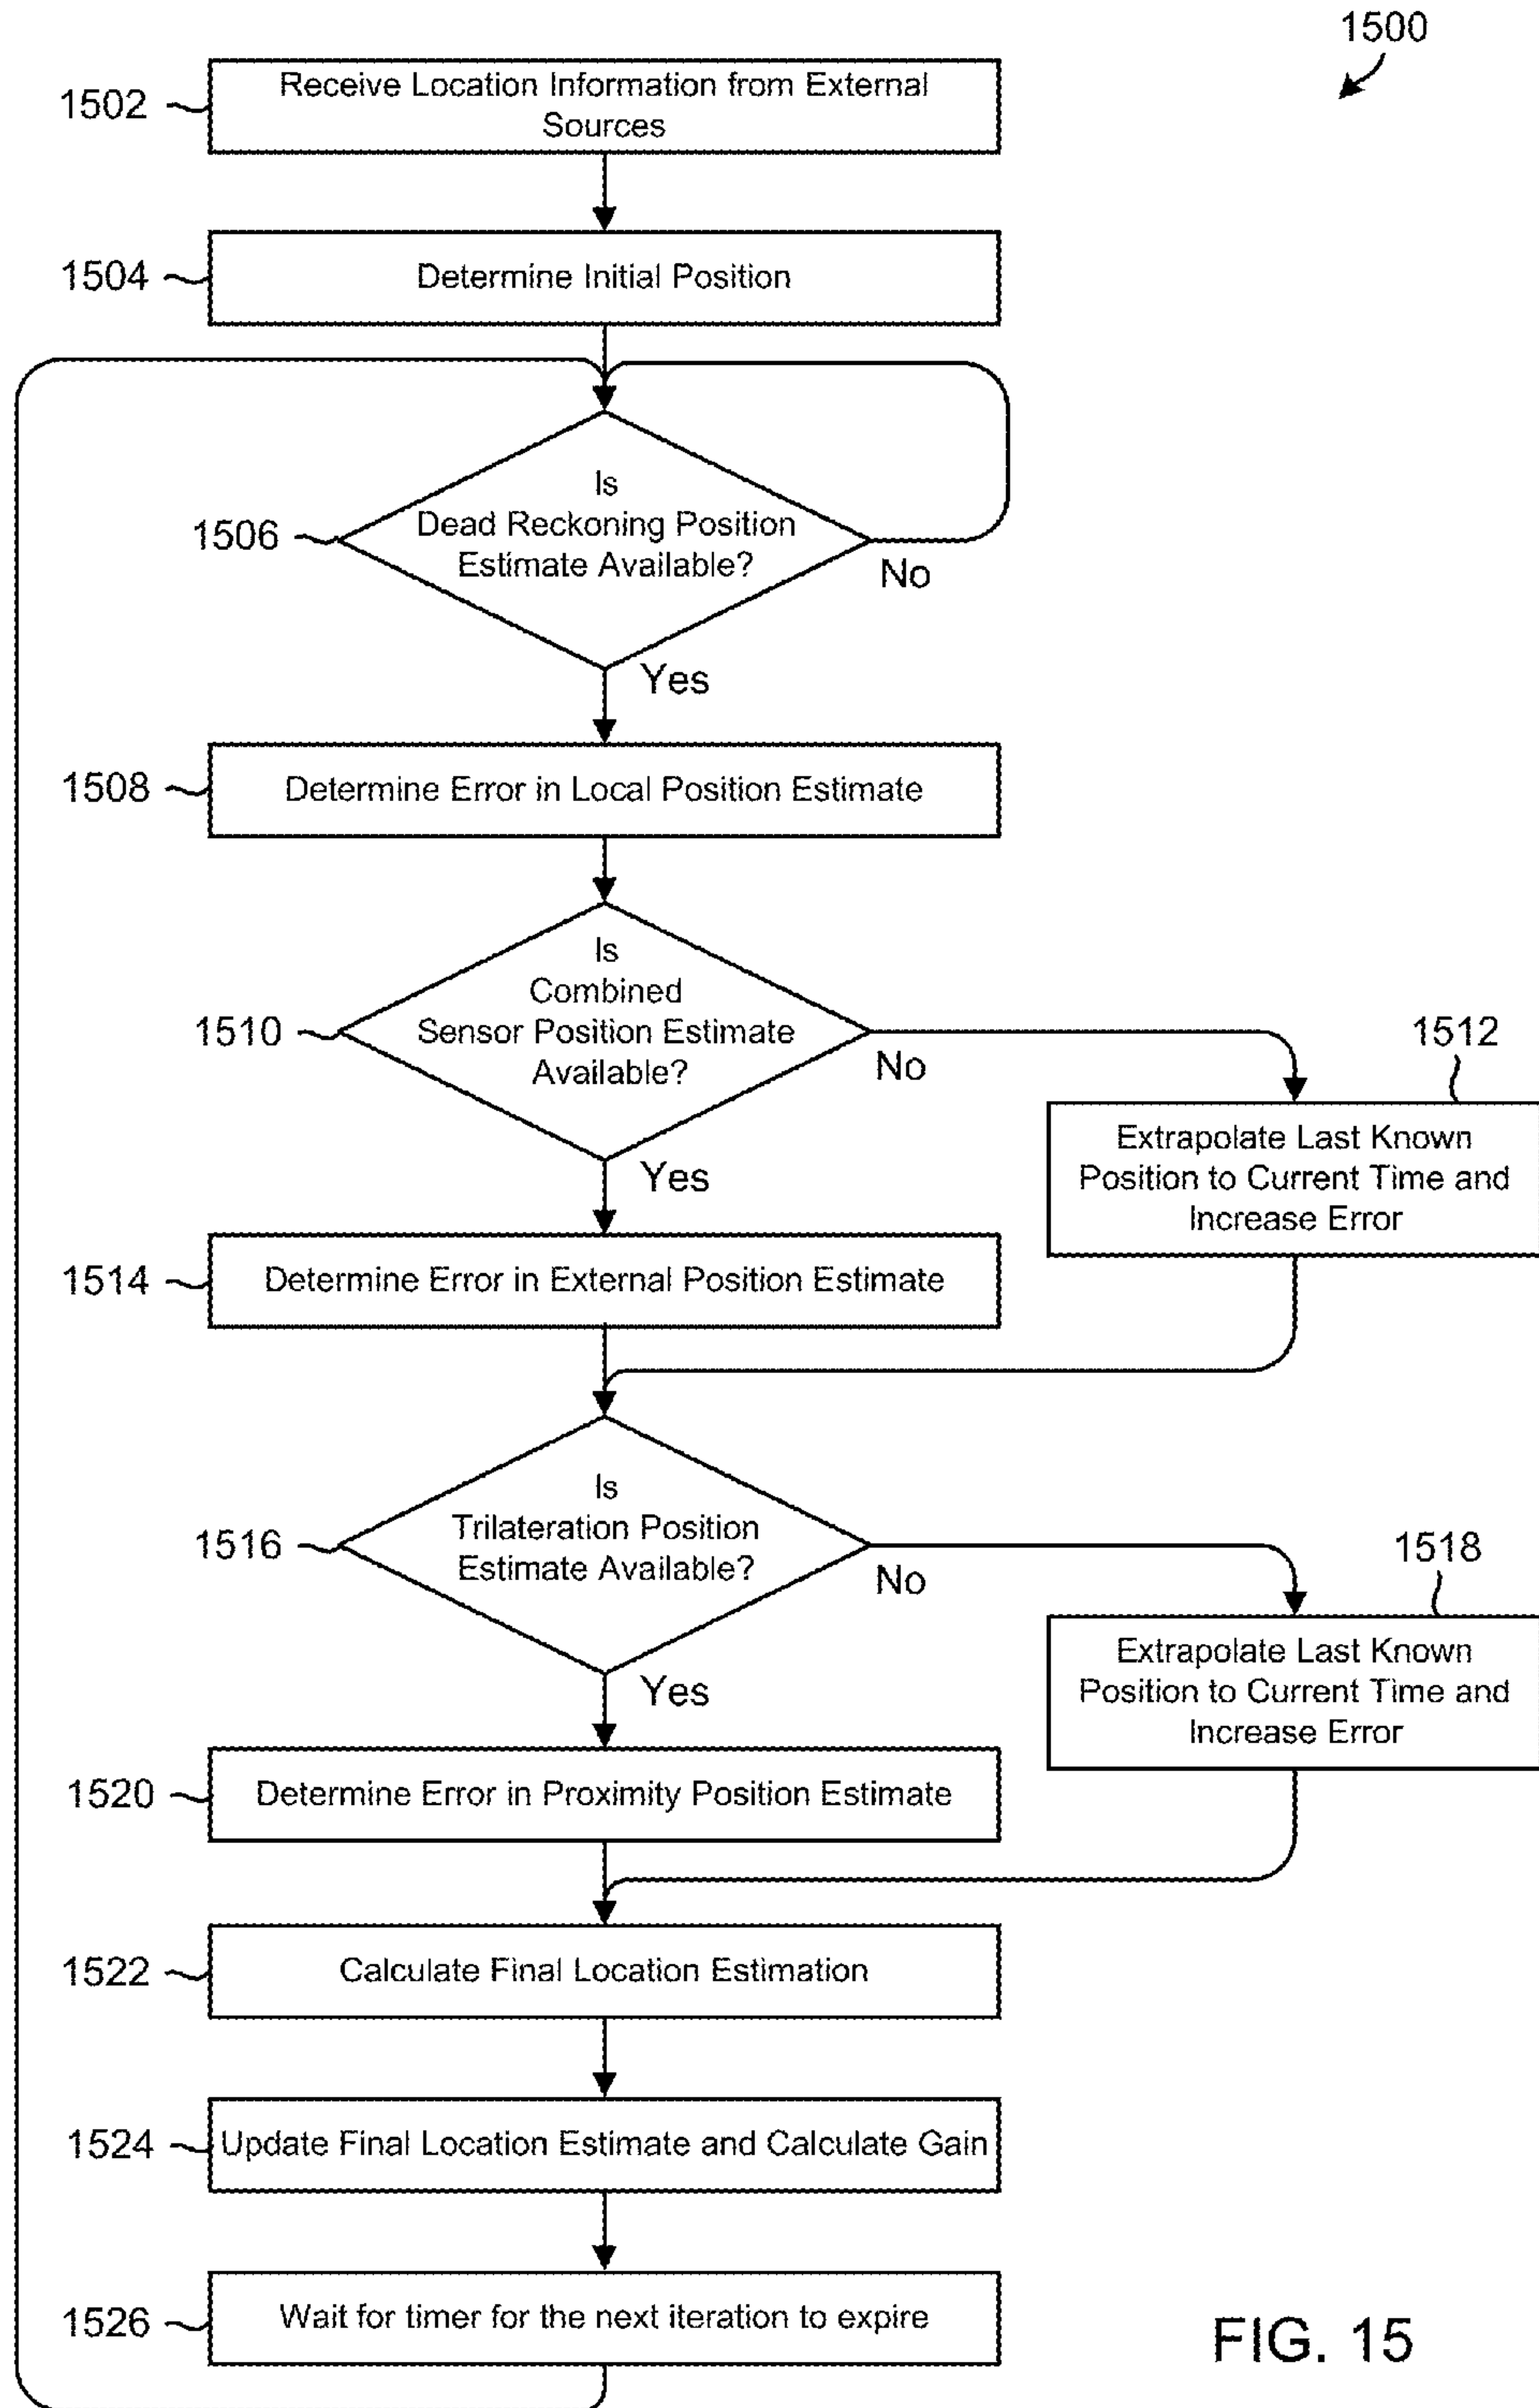 1500
1502
Receive Location Information from External
Sources
1504
Determine Initial Position
1506
Is
Dead Reckoning Position
Estimate Available?
No
Yes
1508
Determine Error in Local Position Estimate
1510
Is
Combined
Sensor Position Estimate
Available?
No
Yes
1512
Extrapolate Last Known
Position to Current Time and
Increase Error
1514
Determine Error in External Position Estimate
1516
Is
Trilateration Position
Estimate Available?
No
Yes
1518
Extrapolate Last Known
Position to Current Time and
Increase Error
1520
Determine Error in Proximity Position Estimate
1522
Calculate Final Location Estimation
1524
Update Final Location Estimate and Calculate Gain
1526
Wait for timer for the next iteration to expire
FIG. 15